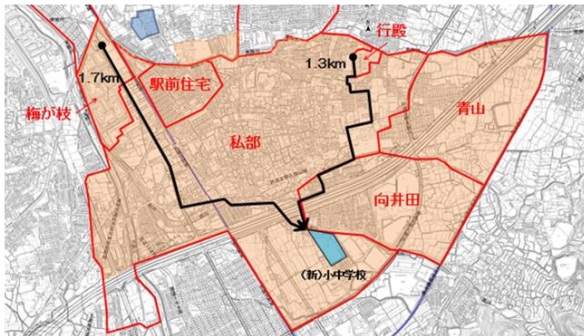 行殿
1.3km
1.7km
駅前住宅
青山
梅が枝
私部
向井田
(新)小中学校